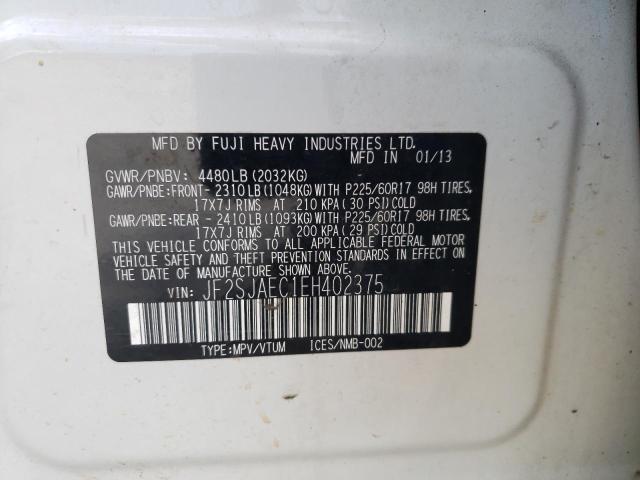 MFD BY FUJI HEAVY INDUSTRIES LTD.
MFD IN 01/13
GVWR/PNBV: 4480LB(2032KG)
GAWR/PNBE:FRONT-2310LB(1048KG)WITH P225/60R17 98H TIRES,
17X7J RIMS AT 210 KPA(30 PSI)COLD
GAWR/PNBE:REAR -2410LB(1093KG)WITH P225/60R17 98H TIRES,
17X7J RIMS AT 200 KPA(29 PSI)COLD
THIS VEHICLE CONFORMS TO ALL APPLICABLE FEDERAL MOTOR
VEHICLE SAFETY AND THEFT PREVENTION STANDARDS IN EFFECT
ON THE DATE OF MANUFACTURE SHOWN ABOVE.
VIN: JF2SJAEC1EH402375
TYPE:MPV/VTUM ICES/NMB-002